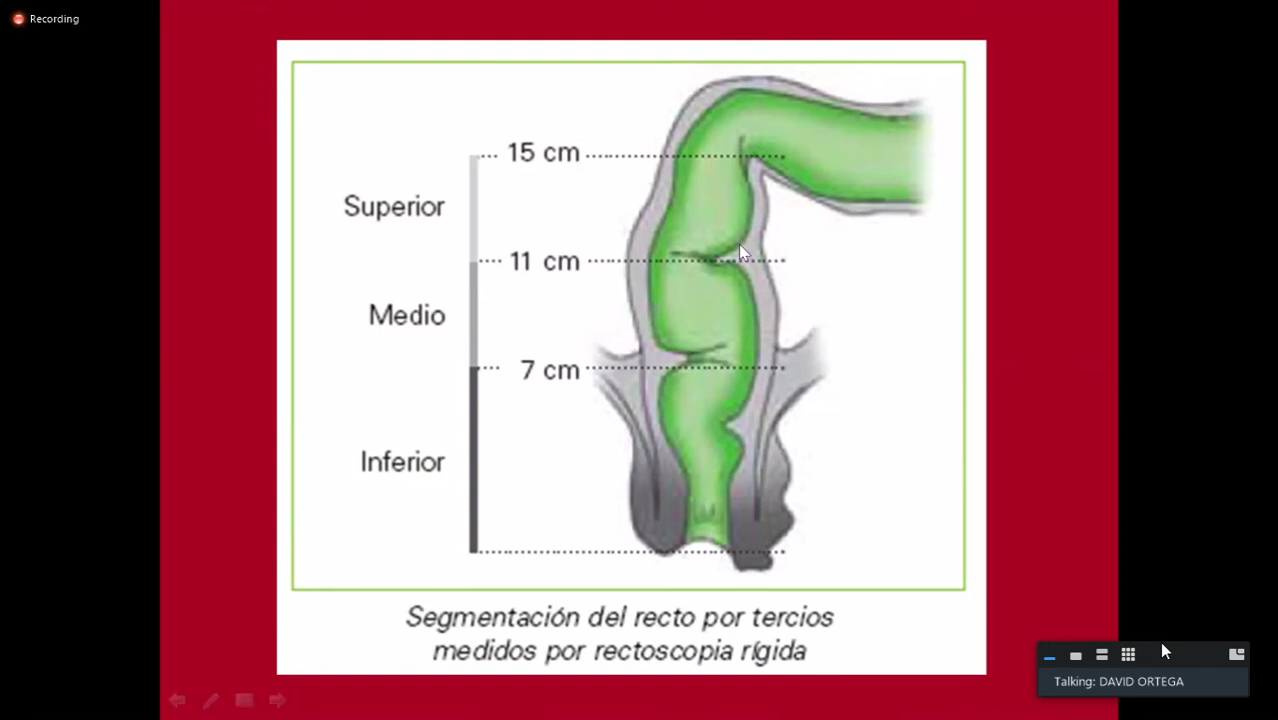 Recording
15 cm
Superior
11 cm
Medio
7 cm
Inferior
Segmentación del recto por tercios
medidos por rectoscopia rígida
Talking: DAVID ORTEGA